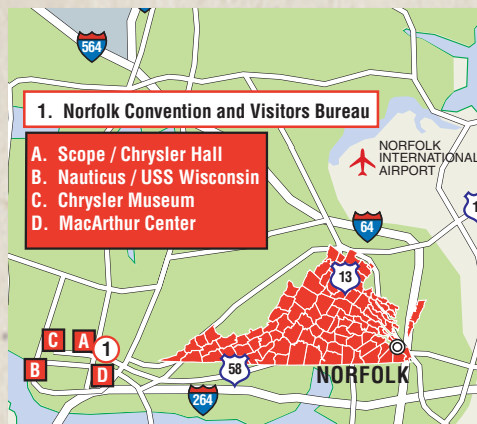 564
1. Norfolk Convention and Visitors Bureau
A. Scope / Chrysler Hall
B. Nauticus / USS Wisconsin
C. Chrysler Museum
D. MacArthur Center
NORFOLK
INTERNATIONAL
AIRPORT
1
64
13
C
A
1
B
D
58
NORFOLK
264